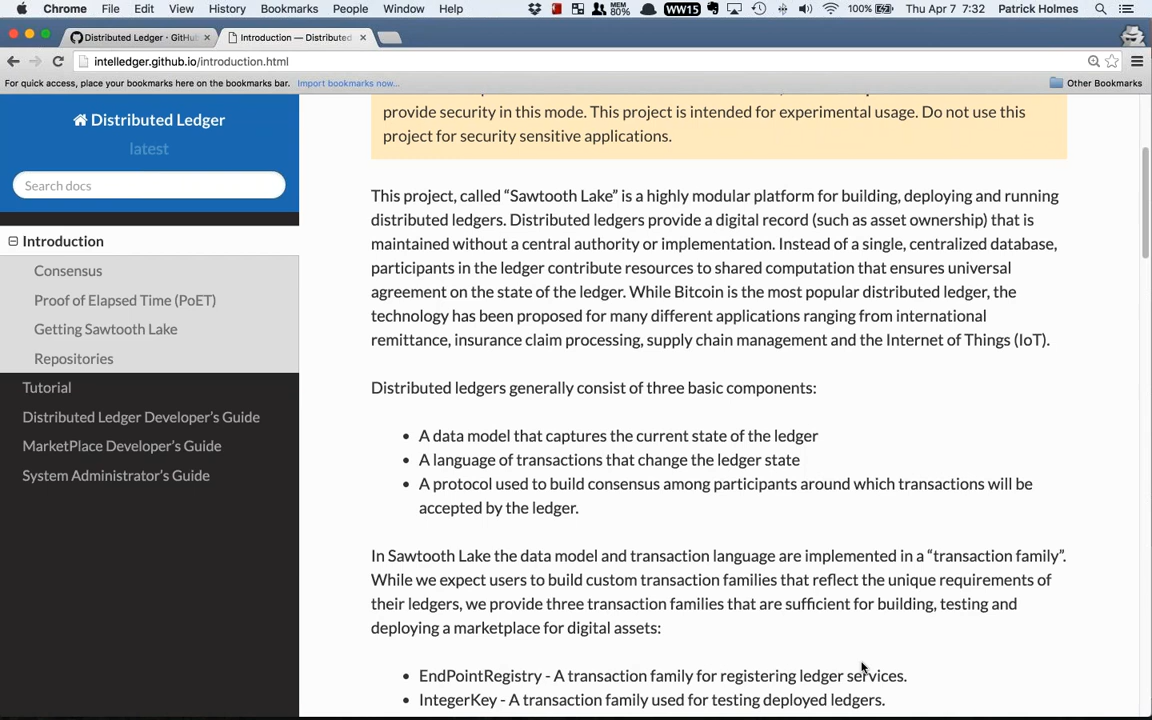 Chrome File Edit View History Bookmarks People Window Help MEM 80% WW15 100% Thu Apr 7 7:32 Patrick Holmes
Distributed Ledger · GitHu × Introduction — Distributed ×
intelledger.github.io/introduction.html
For quick access, place your bookmarks here on the bookmarks bar. Import bookmarks now... Other Bookmarks
Distributed Ledger
latest
Search docs
Introduction
Consensus
Proof of Elapsed Time (PoET)
Getting Sawtooth Lake
Repositories
Tutorial
Distributed Ledger Developer’s Guide
MarketPlace Developer’s Guide
System Administrator’s Guide
provide security in this mode. This project is intended for experimental usage. Do not use this
project for security sensitive applications.
This project, called “Sawtooth Lake” is a highly modular platform for building, deploying and running
distributed ledgers. Distributed ledgers provide a digital record (such as asset ownership) that is
maintained without a central authority or implementation. Instead of a single, centralized database,
participants in the ledger contribute resources to shared computation that ensures universal
agreement on the state of the ledger. While Bitcoin is the most popular distributed ledger, the
technology has been proposed for many different applications ranging from international
remittance, insurance claim processing, supply chain management and the Internet of Things (IoT).
Distributed ledgers generally consist of three basic components:
• A data model that captures the current state of the ledger
• A language of transactions that change the ledger state
• A protocol used to build consensus among participants around which transactions will be
accepted by the ledger.
In Sawtooth Lake the data model and transaction language are implemented in a “transaction family”.
While we expect users to build custom transaction families that reflect the unique requirements of
their ledgers, we provide three transaction families that are sufficient for building, testing and
deploying a marketplace for digital assets:
• EndPointRegistry - A transaction family for registering ledger services.
• IntegerKey - A transaction family used for testing deployed ledgers.